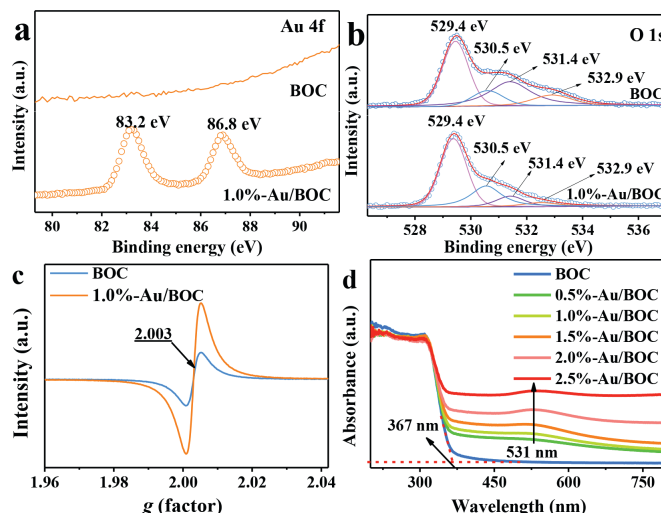 a
Au 4f
BOC
83.2 eV
86.8 eV
1.0%-Au/BOC
80 82 84 86 88 90
Binding energy (eV)
Intensity (a.u.)
b
O 1s
529.4 eV
530.5 eV
531.4 eV
532.9 eV
BOC
529.4 eV
530.5 eV
531.4 eV
532.9 eV
1.0%-Au/BOC
528 530 532 534 536
Binding energy (eV)
Intensity (a.u.)
c
BOC
1.0%-Au/BOC
2.003
1.96 1.98 2.00 2.02 2.04
g (factor)
Intensity (a.u.)
d
BOC
0.5%-Au/BOC
1.0%-Au/BOC
1.5%-Au/BOC
2.0%-Au/BOC
2.5%-Au/BOC
367 nm
531 nm
300 450 600 750
Wavelength (nm)
Absorbance (a.u.)